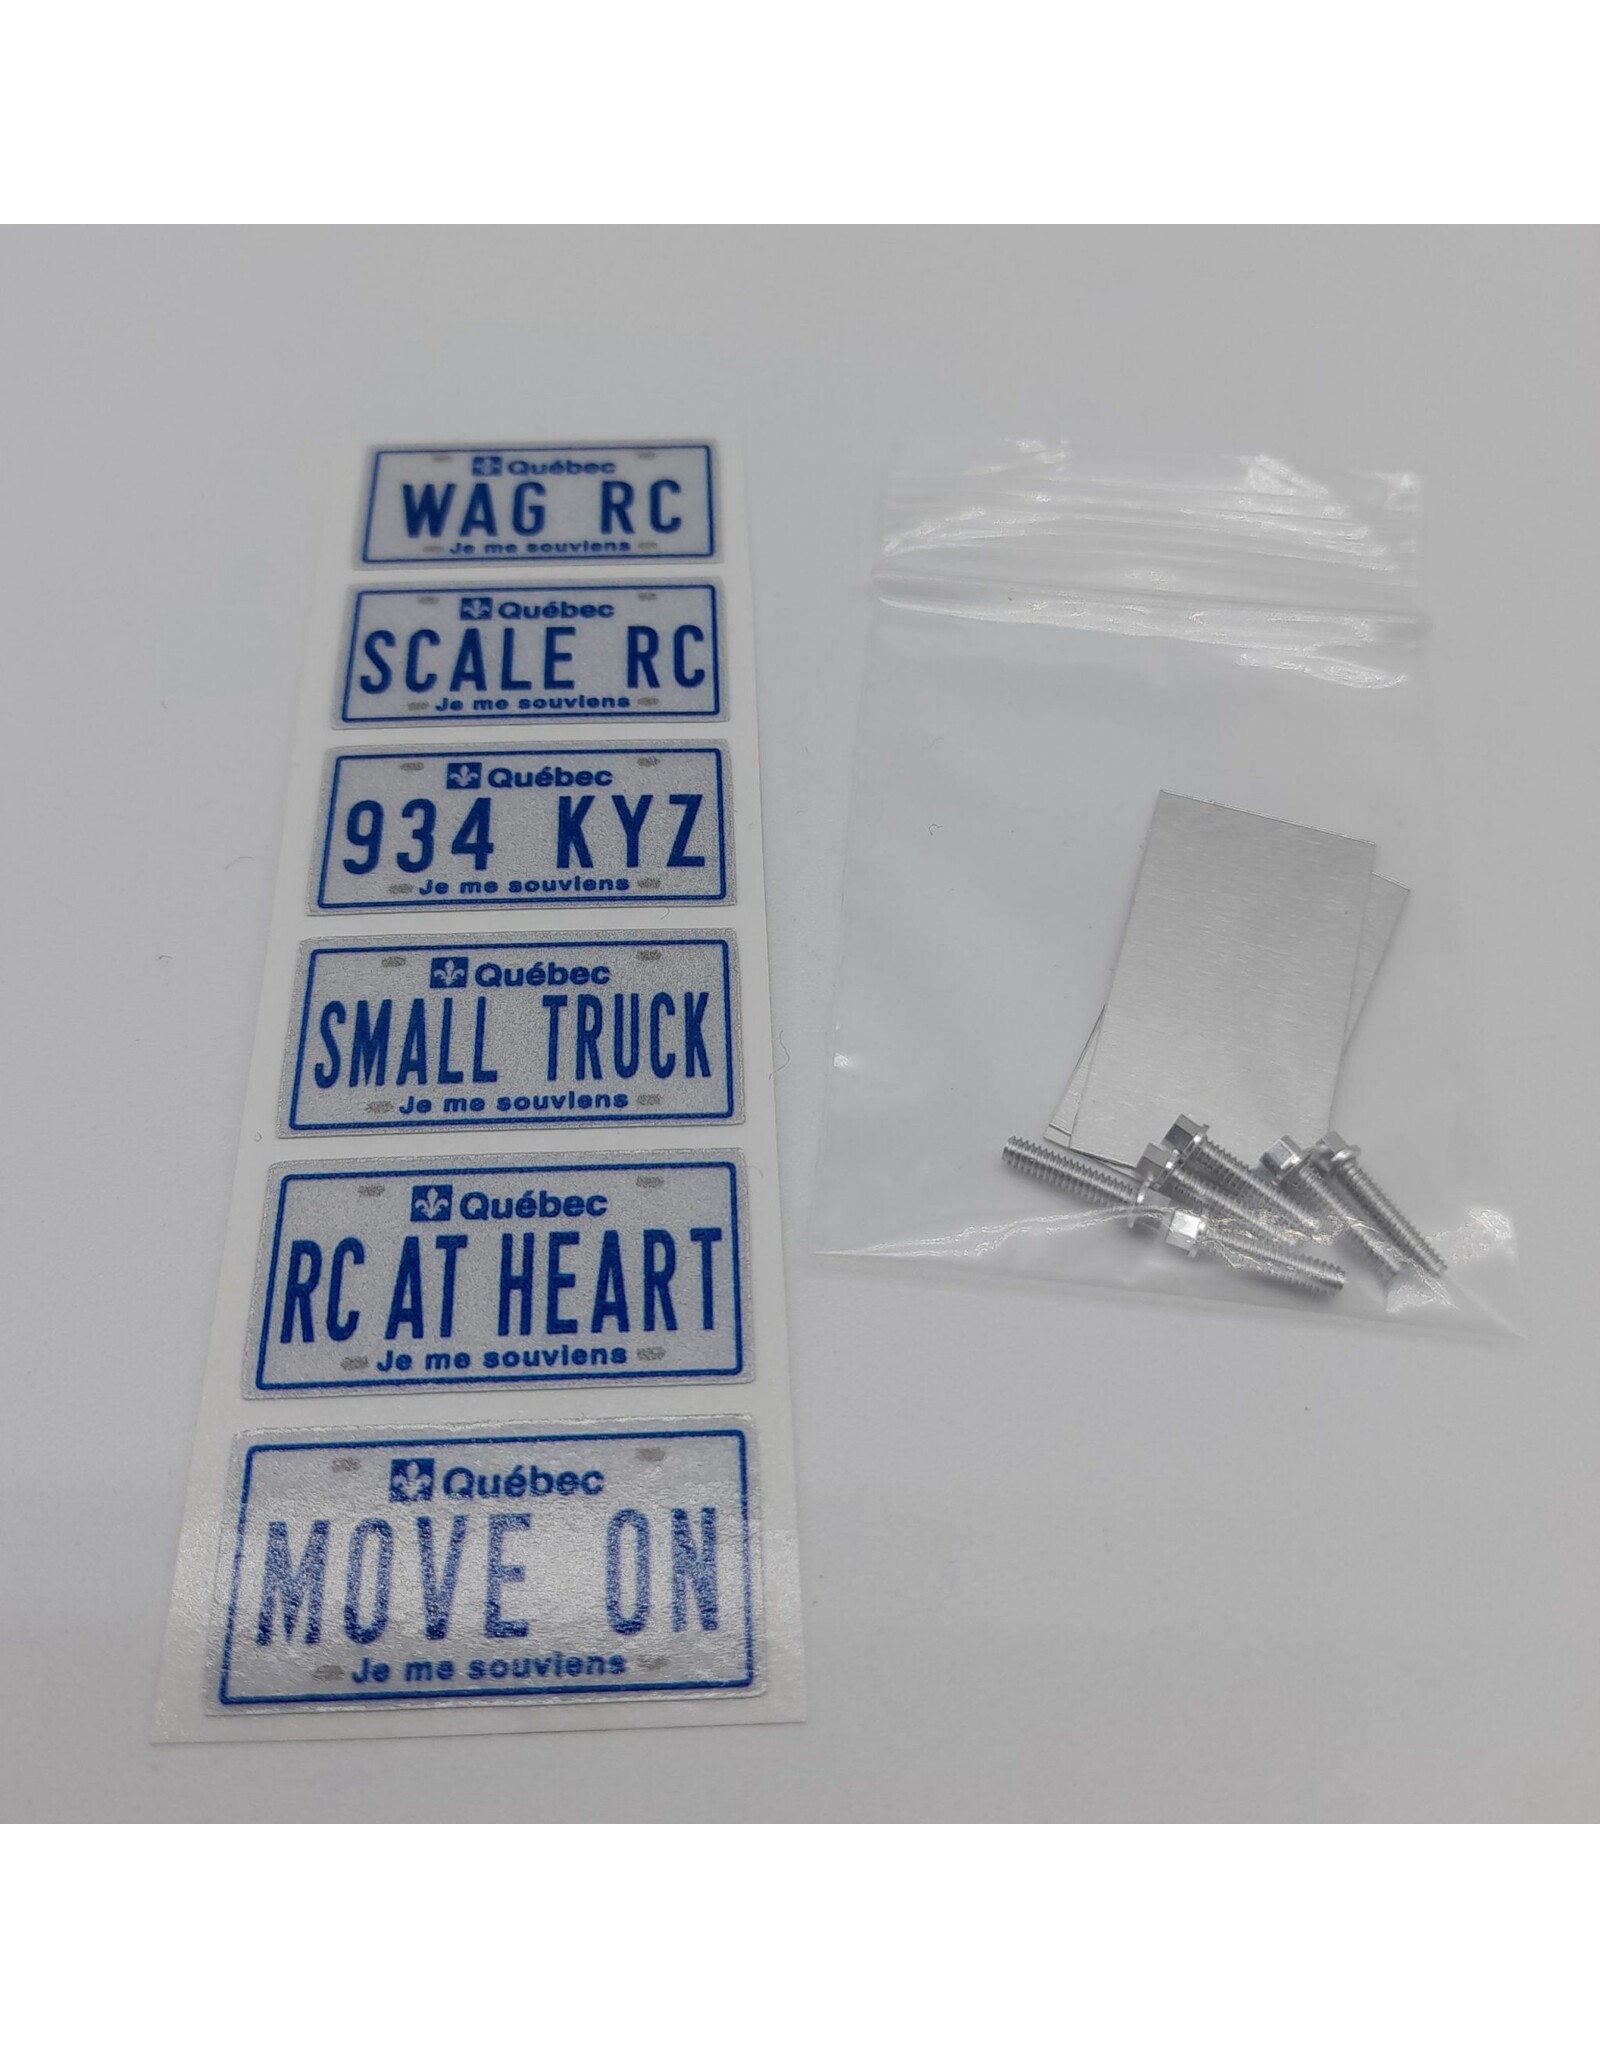 Québec
WAG RC
Je me souviens
Québec
SCALE RC
Je me souviens
Québec
934 KYZ
Je me souviens
Québec
SMALL TRUCK
Je me souviens
Québec
RC AT HEART
Je me souviens
Québec
MOVE ON
Je me souviens